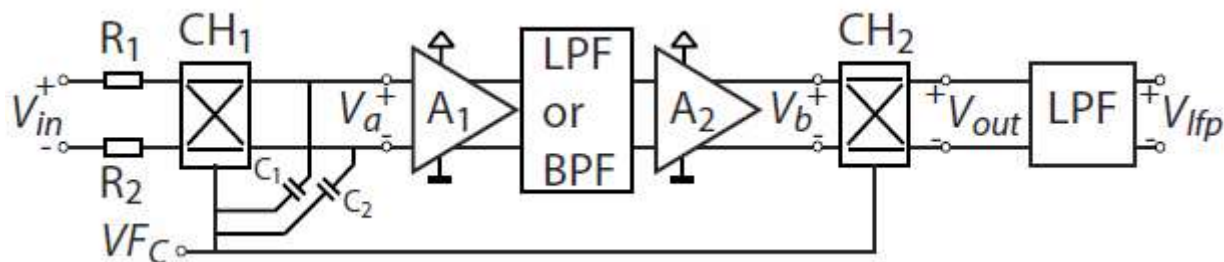 R1 CH1 LPF or BPF CH2
+ Vin -
Va + -
A1
A2
Vb + -
+ Vout -
LPF
+ Vlfp -
R2
C1
C2
VFC